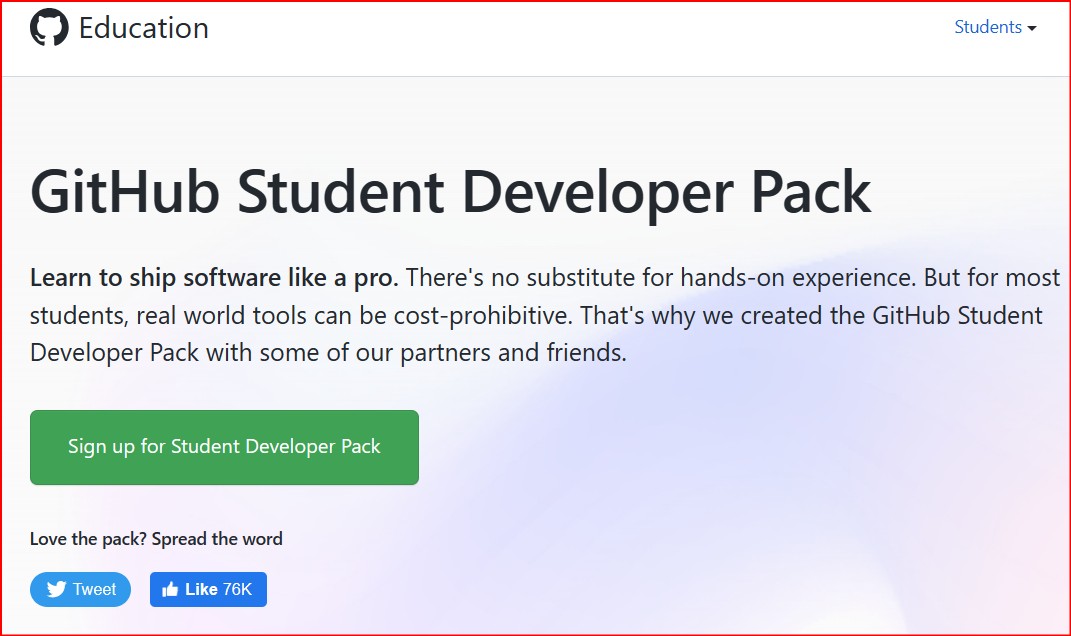 Education
Students
GitHub Student Developer Pack
Learn to ship software like a pro. There's no substitute for hands-on experience. But for most
students, real world tools can be cost-prohibitive. That's why we created the GitHub Student
Developer Pack with some of our partners and friends.
Sign up for Student Developer Pack
Love the pack? Spread the word
Tweet
Like 76K